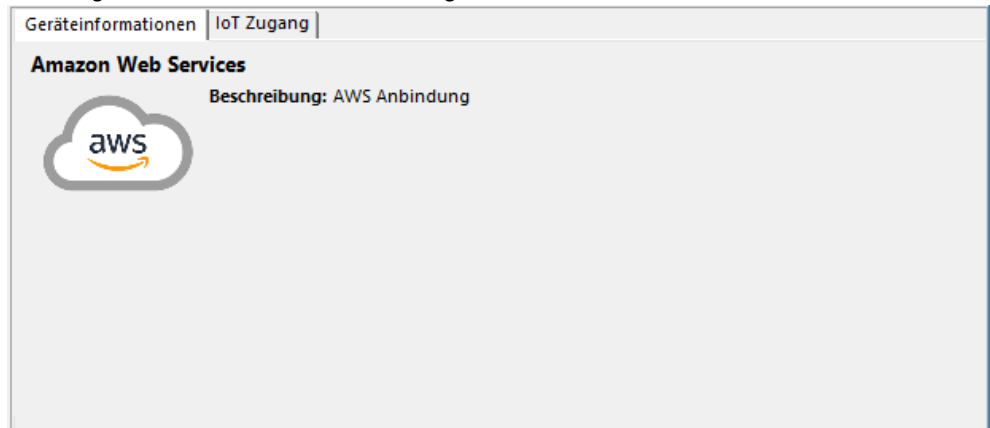 Geräteinformationen IoT Zugang
Amazon Web Services
Beschreibung: AWS Anbindung
aws